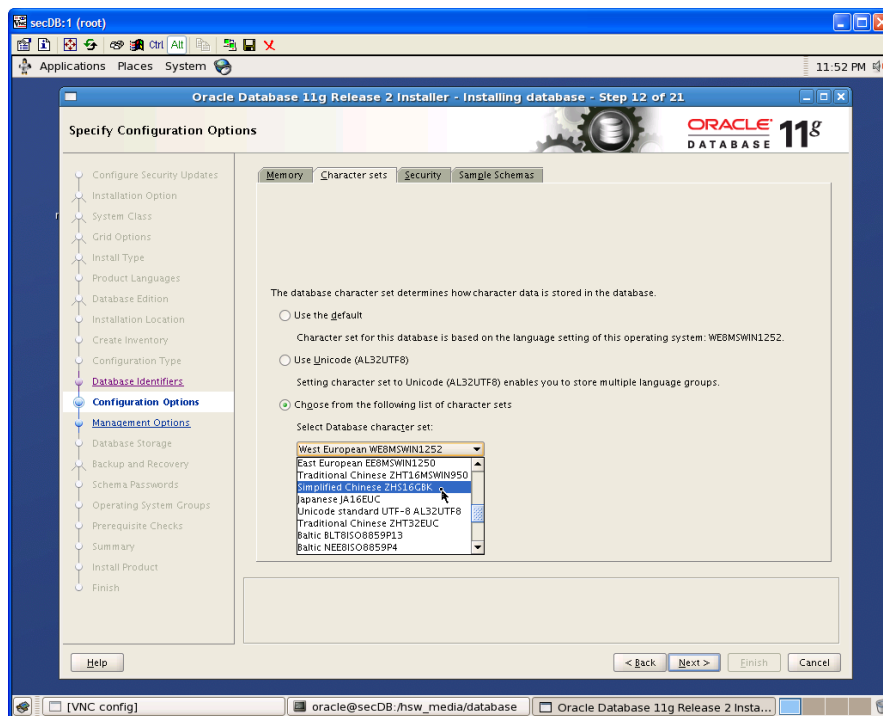 secDB:1 (root)
Ctrl Alt
Applications Places System
11:52 PM
Oracle Database 11g Release 2 Installer - Installing database - Step 12 of 21
Specify Configuration Options
ORACLE
DATABASE 11g
Configure Security Updates
Installation Option
System Class
Grid Options
Install Type
Product Languages
Database Edition
Installation Location
Create Inventory
Configuration Type
Database Identifiers
Configuration Options
Management Options
Database Storage
Backup and Recovery
Schema Passwords
Operating System Groups
Prerequisite Checks
Summary
Install Product
Finish
Memory Character sets Security Sample Schemas
The database character set determines how character data is stored in the database.
Use the default
Character set for this database is based on the language setting of this operating system: WE8MSWIN1252.
Use Unicode (AL32UTF8)
Setting character set to Unicode (AL32UTF8) enables you to store multiple language groups.
Choose from the following list of character sets
Select Database character set:
West European WE8MSWIN1252
East European EE8MSWIN1250
Traditional Chinese ZHT16MSWIN950
Simplified Chinese ZHS16GBK
Japanese JA16EUC
Unicode standard UTF-8 AL32UTF8
Traditional Chinese ZHT32EUC
Baltic BLT8ISO8859P13
Baltic NEE8ISO8859P4
Help
< Back Next > Finish Cancel
[VNC config]
oracle@secDB:/hsw_media/database
Oracle Database 11g Release 2 Insta...